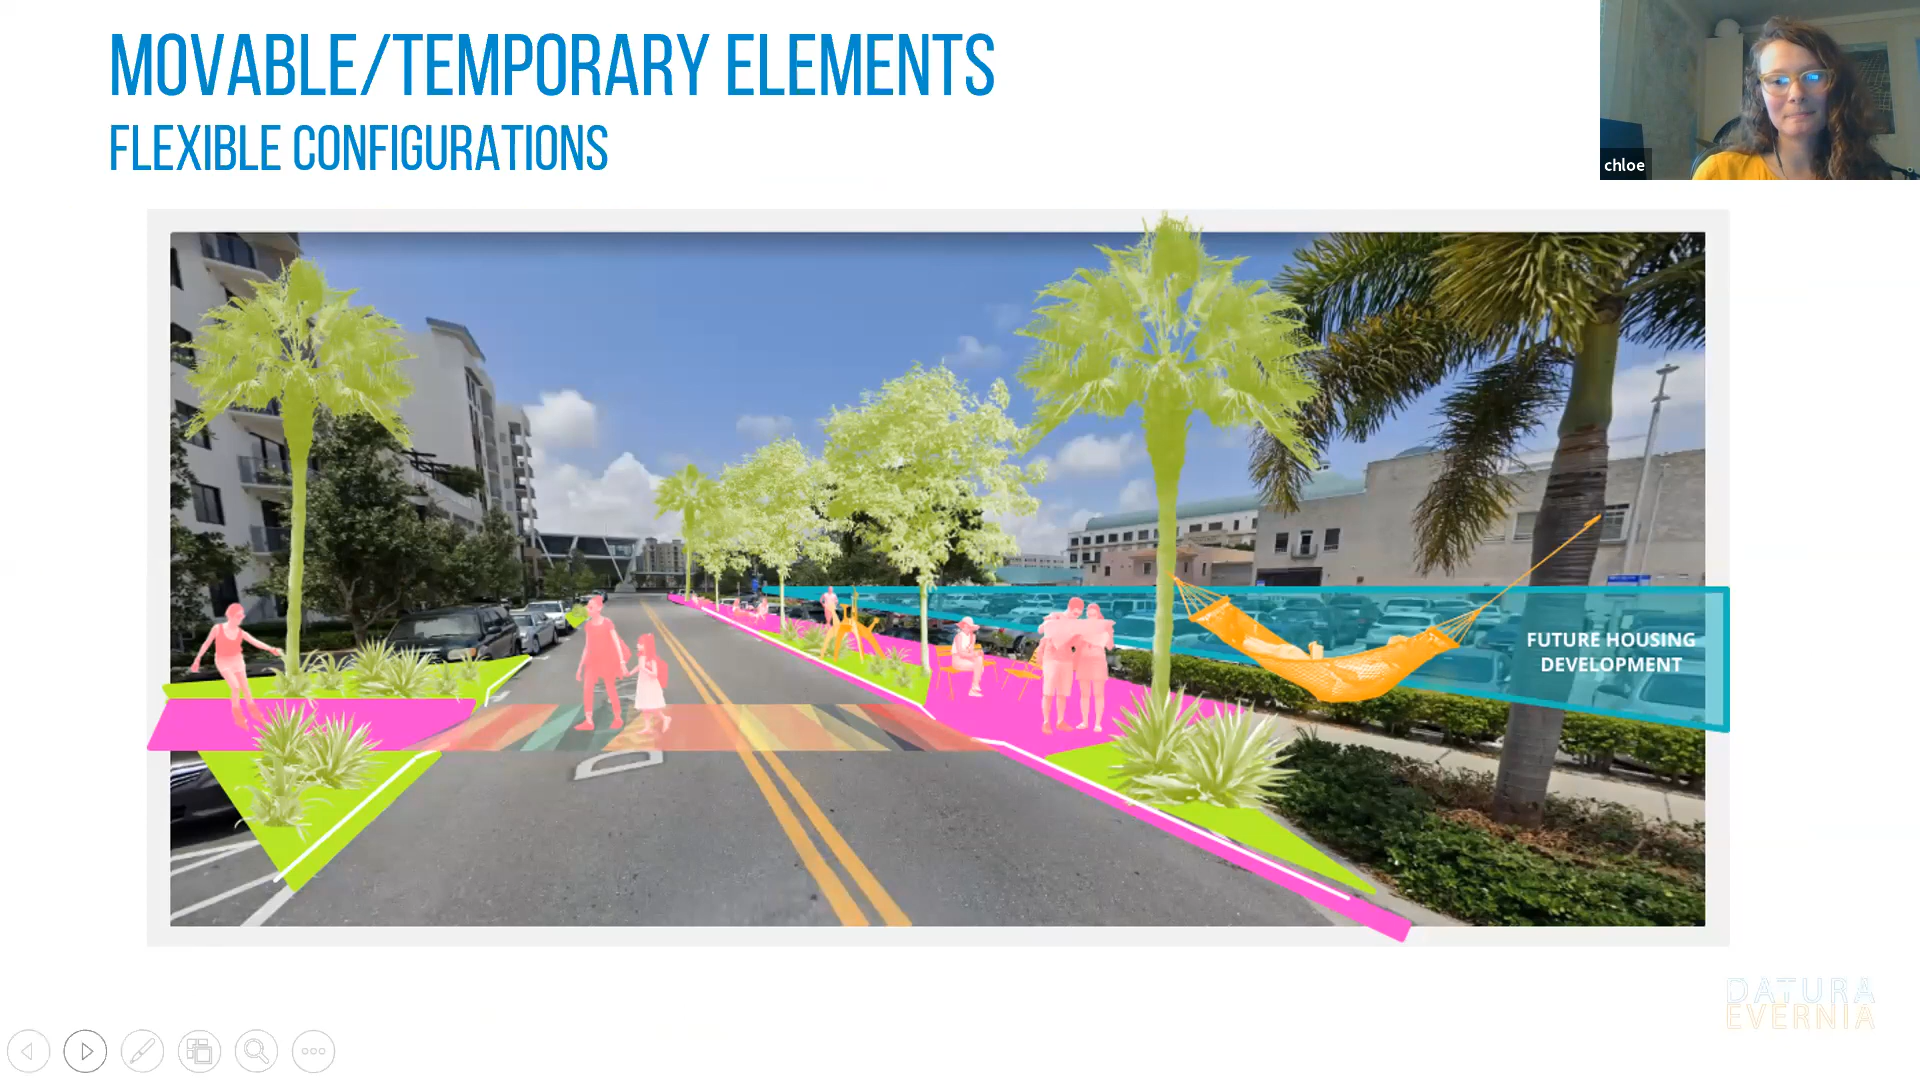 MOVABLE/TEMPORARY ELEMENTS
FLEXIBLE CONFIGURATIONS
chloe
FUTURE HOUSING
DEVELOPMENT
DATURA
EVERNIA